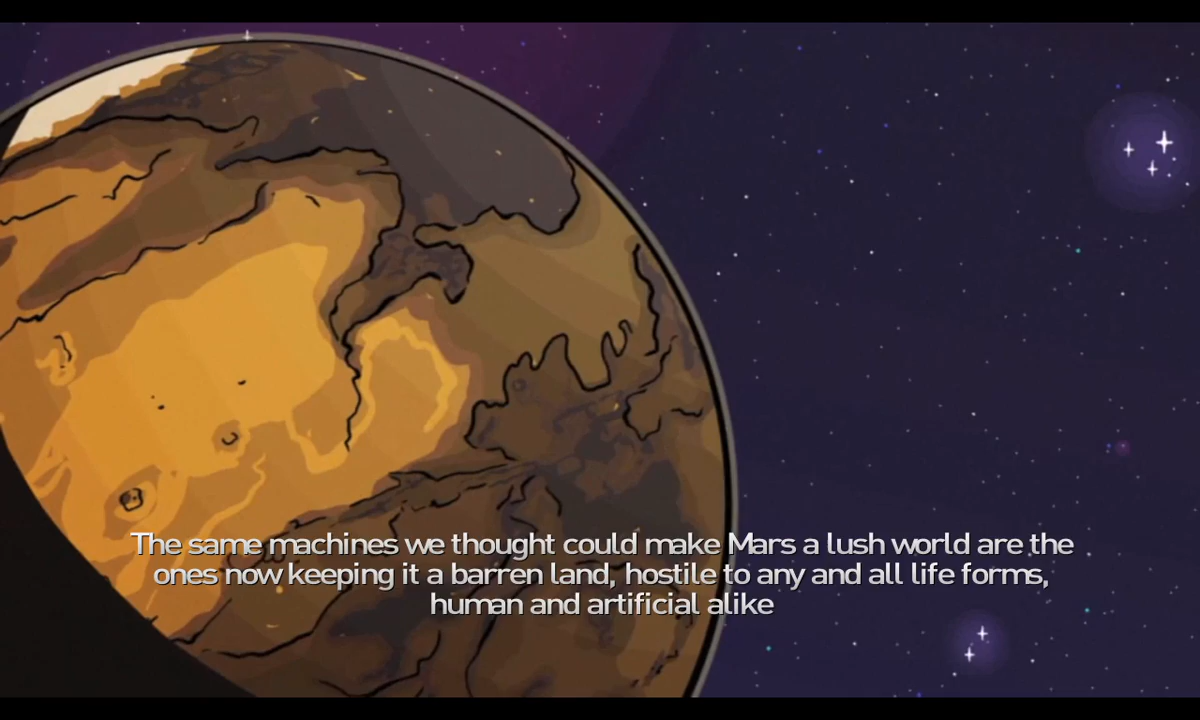 The same machines we thought could make Mars a lush world are the
ones now keeping it a barren land, hostile to any and all life forms,
human and artificial alike